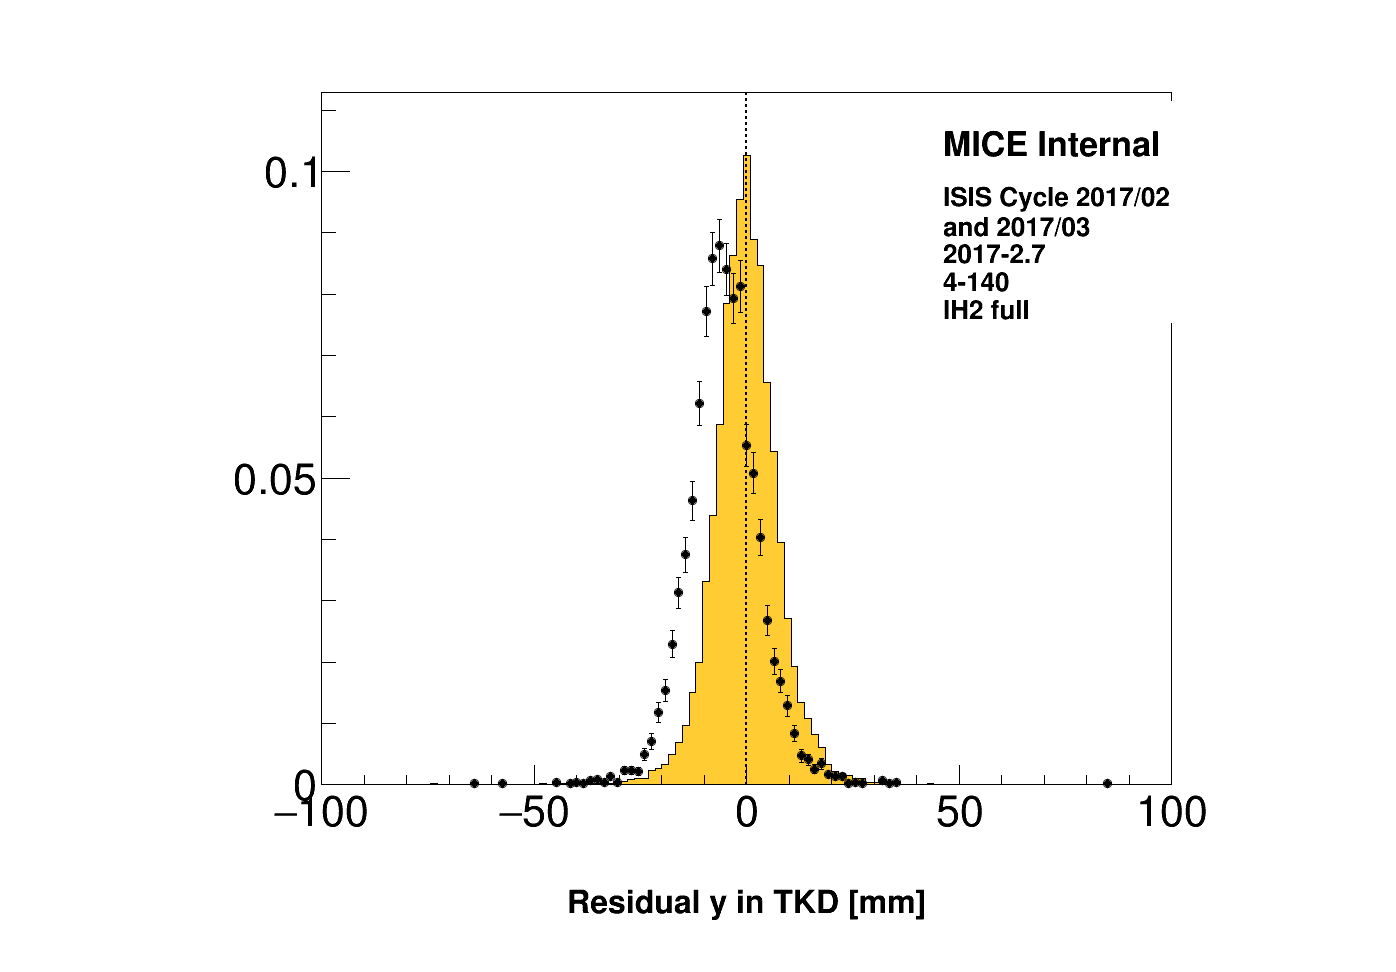 MICE Internal
ISIS Cycle 2017/02
and 2017/03
2017-2.7
4-140
IH2 full
0.1
0.05
0
−100 −50 0 50 100
Residual y in TKD [mm]